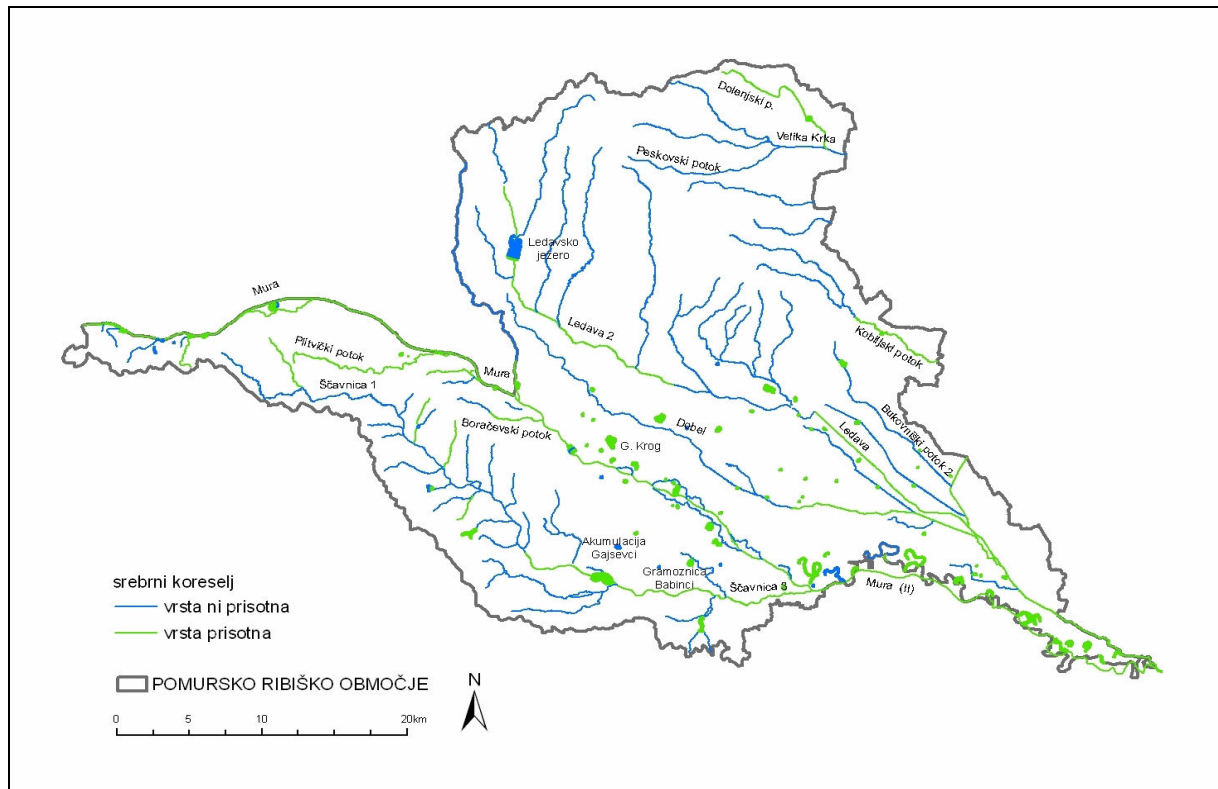 Dolenjski p.
Velika Krka
Peskovski potok
Ledavsko
jezero
Mura
Ledava 2
Kobiljski potok
Plitvički potok
Mura
Ščavnica 1
Boračevski potok
Dobel
Ledava
Bukovniški potok 2
G. Krog
Akumulacija
Gajsevci
Gramoznica
Babinci
Ščavnica 3
Mura (II)
srebrni koreselj
vrsta ni prisotna
vrsta prisotna
POMURSKO RIBIŠKO OBMOČJE
N
0 5 10 20km